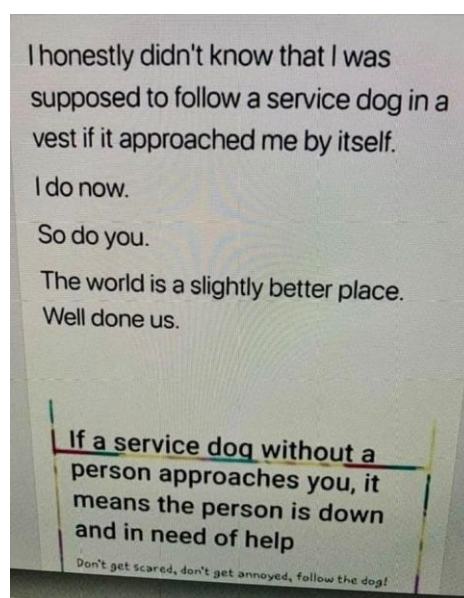 I honestly didn't know that I was
supposed to follow a service dog in a
vest if it approached me by itself.
I do now.
So do you.
The world is a slightly better place.
Well done us.
If a service dog without a
person approaches you, it
means the person is down
and in need of help
Don't get scared, don't get annoyed, follow the dog!